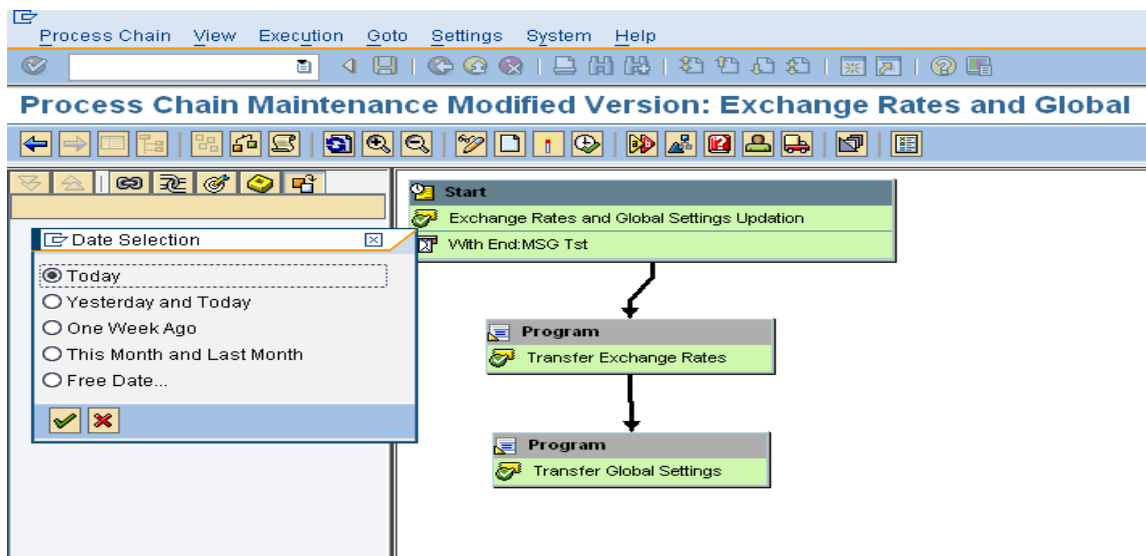 Process Chain View Execution Goto Settings System Help
Process Chain Maintenance Modified Version: Exchange Rates and Global
Start
Exchange Rates and Global Settings Updation
With End:MSG Tst
Date Selection
Today
Yesterday and Today
One Week Ago
This Month and Last Month
Free Date...
Program
Transfer Exchange Rates
Program
Transfer Global Settings